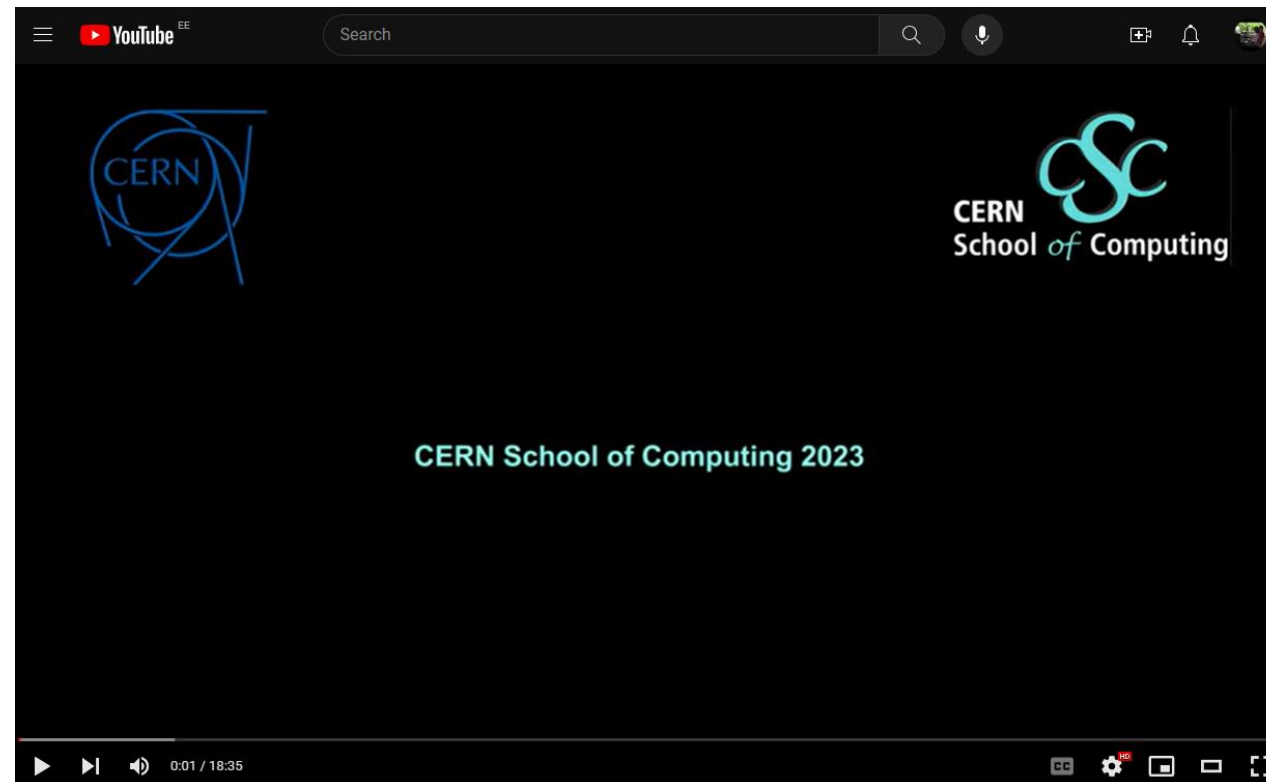 YouTube EE
Search
CERN
CSC
CERN
School of Computing
CERN School of Computing 2023
0:01 / 18:35
CC
HD